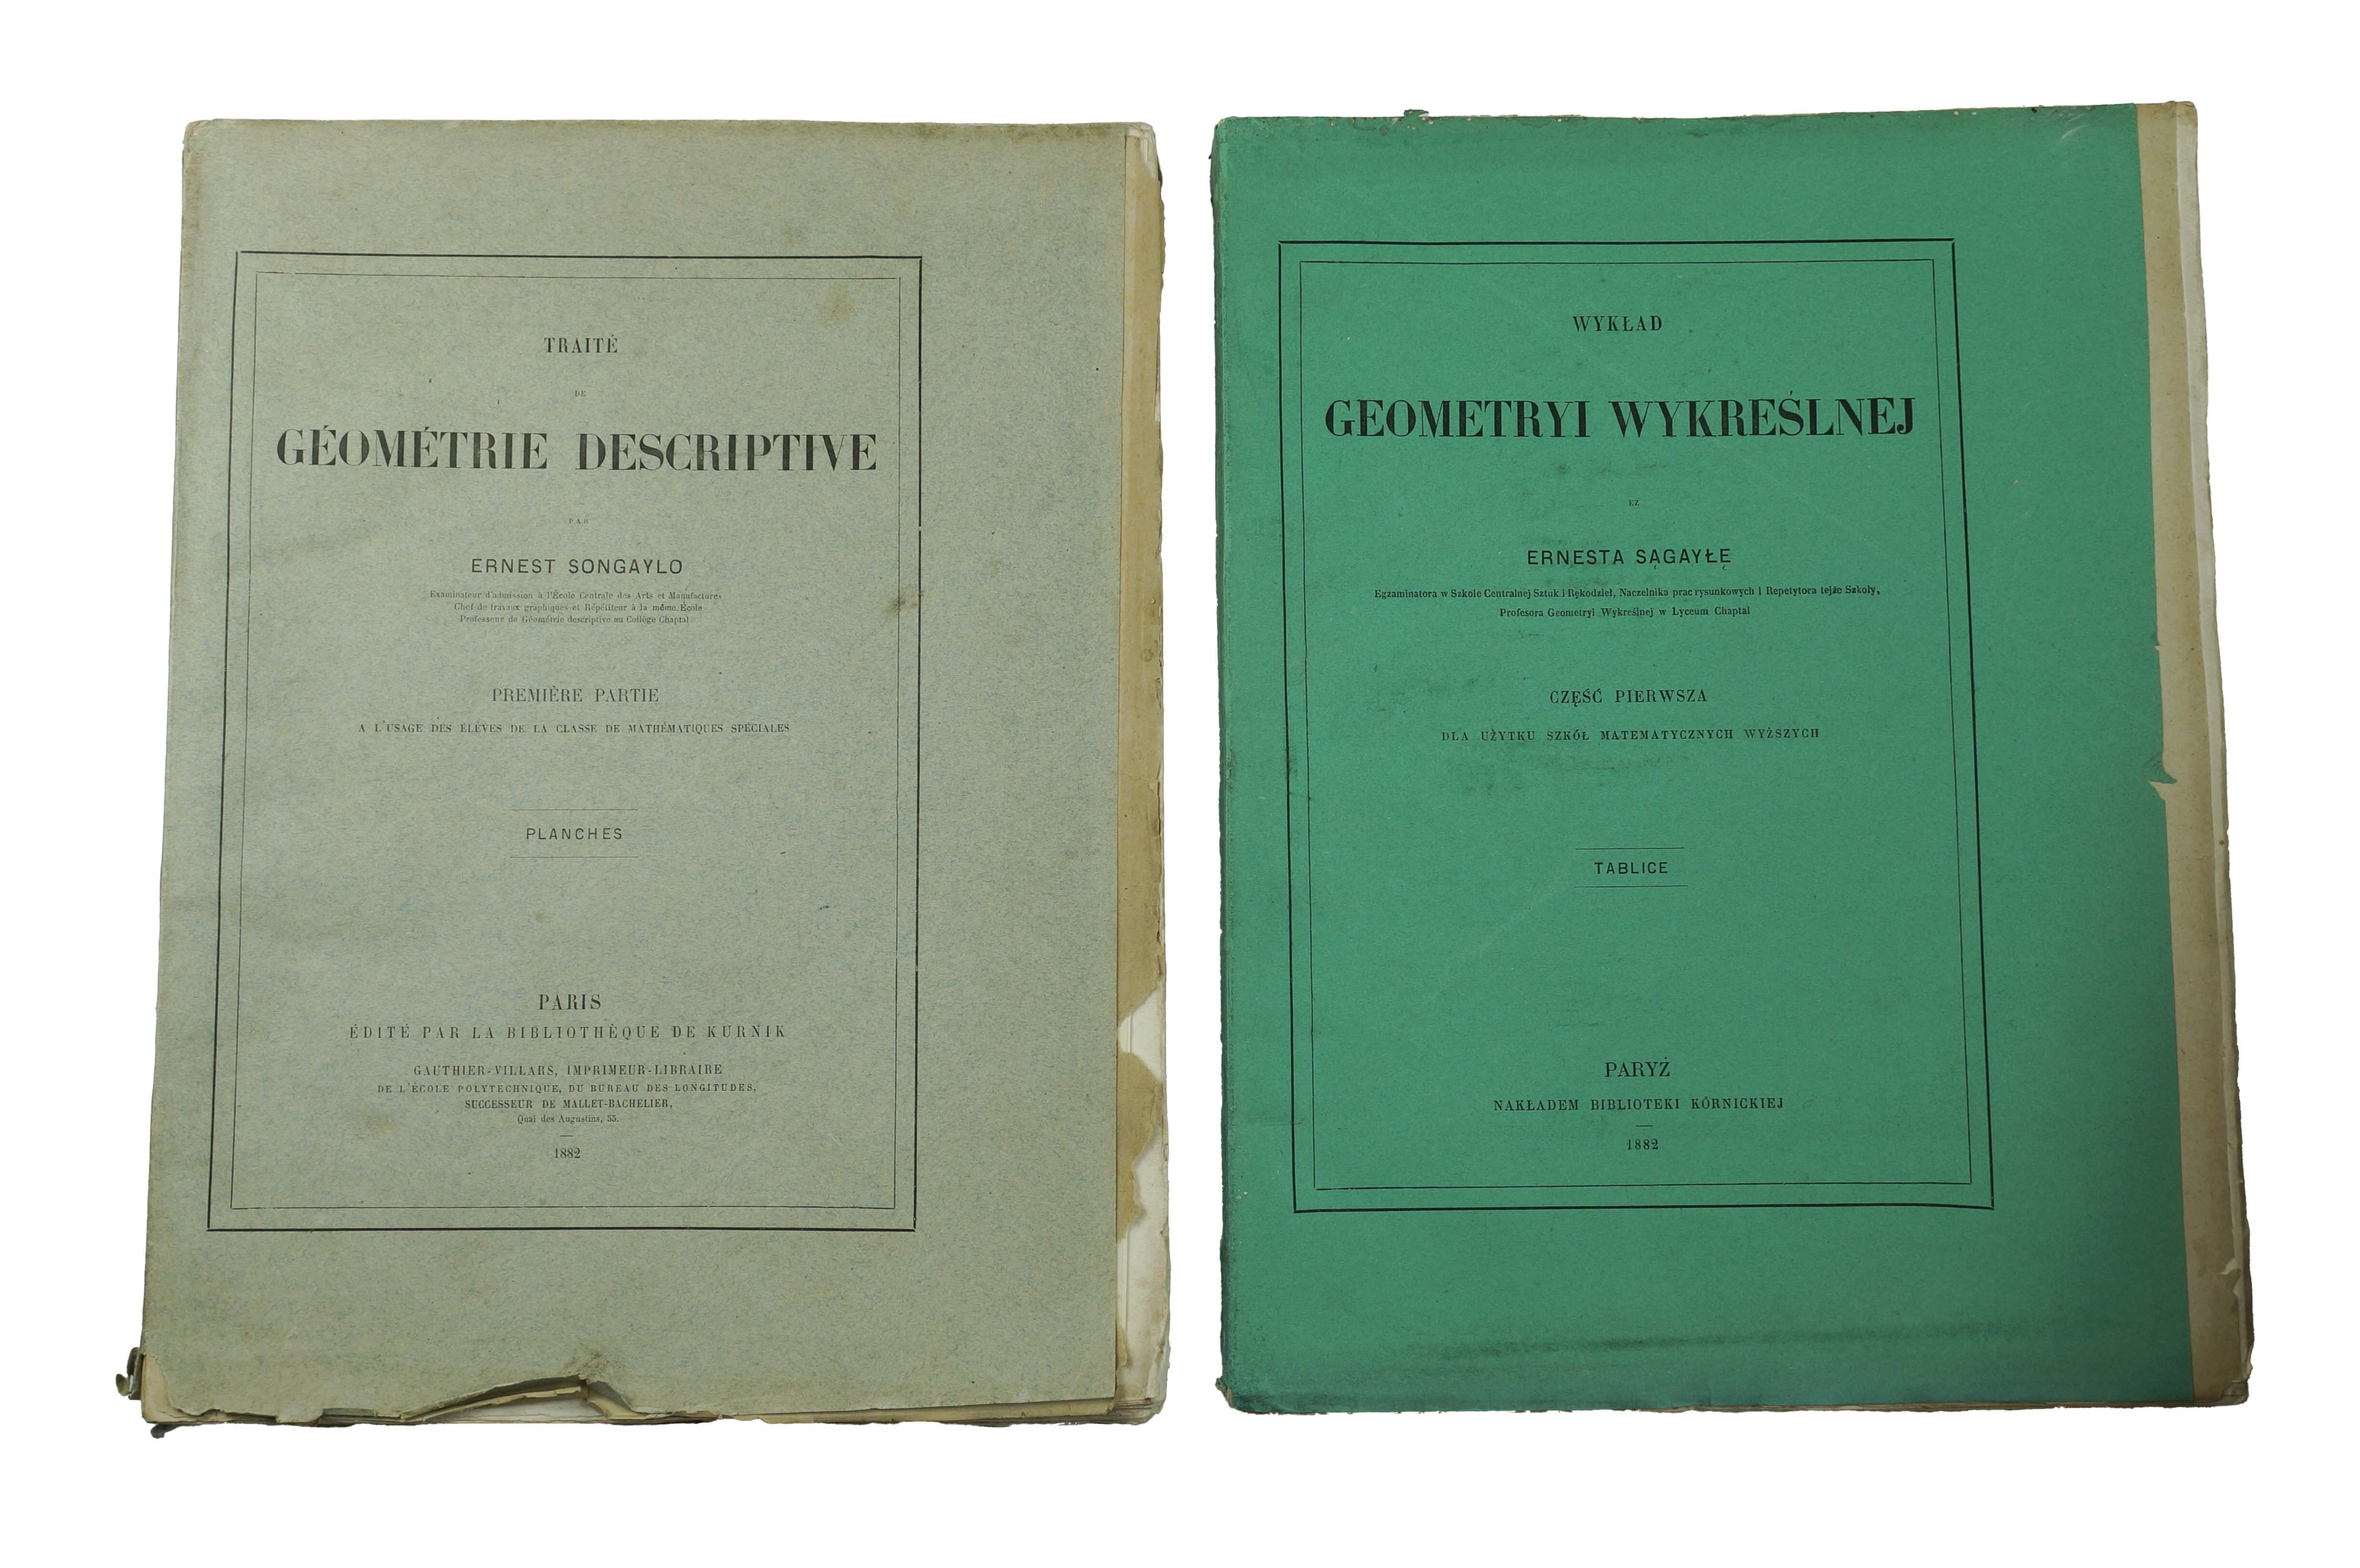 TRAITÉ
DE
GÉOMÉTRIE DESCRIPTIVE
PAR
ERNEST SONGAYLO
Examinateur d'admission à l'École Centrale des Arts et Manufactures
Chef de travaux graphiques et Répétiteur à la même École
Professeur de Géométrie descriptive au Collège Chaptal
PREMIÈRE PARTIE
A L'USAGE DES ÉLÈVES DE LA CLASSE DE MATHÉMATIQUES SPÉCIALES
PLANCHES
PARIS
ÉDITÉ PAR LA BIBLIOTHÈQUE DE KURNIK
GAUTHIER-VILLARS, IMPRIMEUR-LIBRAIRE
DE L'ÉCOLE POLYTECHNIQUE, DU BUREAU DES LONGITUDES,
SUCCESSEUR DE MALLET-BACHELIER,
Quai des Augustins, 55.
1882
WYKŁAD
GEOMETRYI WYKREŚLNEJ
EZ
ERNESTA SĄGAYŁĘ
Egzaminatora w Szkole Centralnej Sztuk i Rękodzieł, Naczelnika prac rysunkowych i Repetytora tejże Szkoły,
Profesora Geometryi Wykreślnej w Lyceum Chaptal
CZĘŚĆ PIERWSZA
DLA UŻYTKU SZKÓŁ MATEMATYCZNYCH WYŻSZYCH
TABLICE
PARYŻ
NAKŁADEM BIBLIOTEKI KÓRNICKIEJ
1882